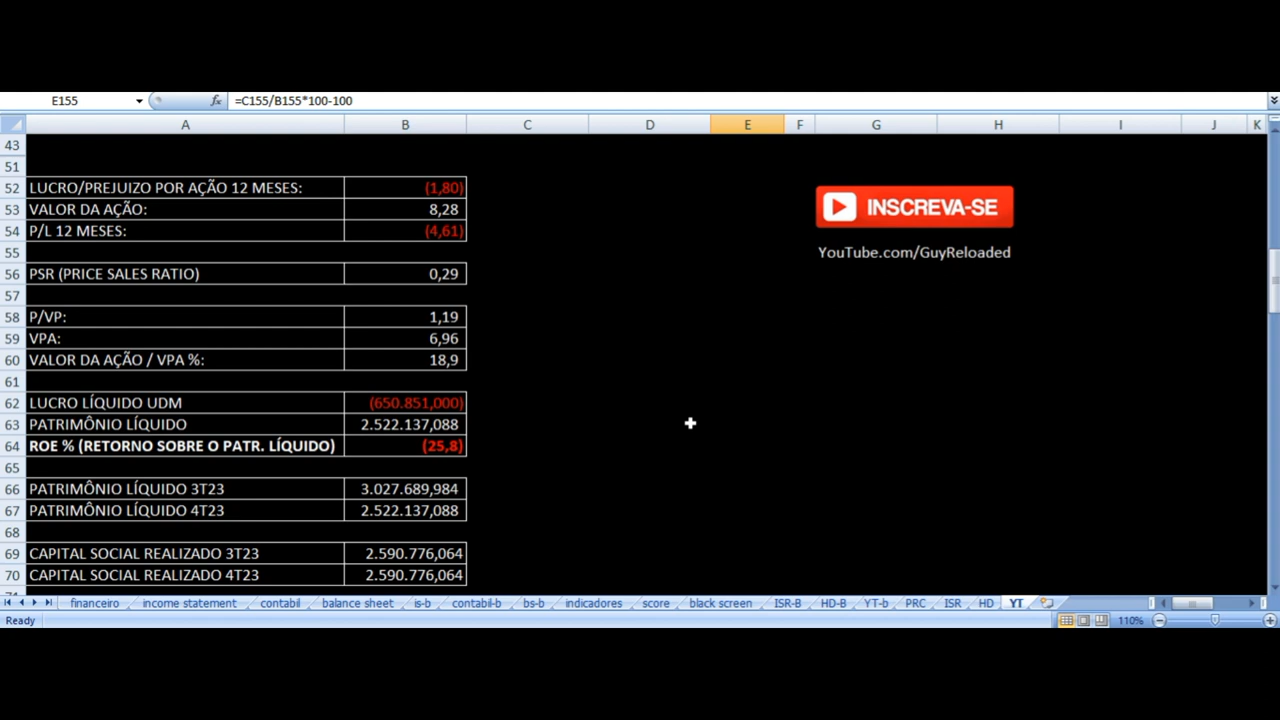 E155 fx =C155/B155*100-100
A B C D E F G H I J K
43
51
52 LUCRO/PREJUIZO POR AÇÃO 12 MESES: (1,80)
53 VALOR DA AÇÃO: 8,28
INSCREVA-SE
54 P/L 12 MESES: (4,61)
YouTube.com/GuyReloaded
55
56 PSR (PRICE SALES RATIO) 0,29
57
58 P/VP: 1,19
59 VPA: 6,96
60 VALOR DA AÇÃO / VPA %: 18,9
61
62 LUCRO LÍQUIDO UDM (650.851,000)
63 PATRIMÔNIO LÍQUIDO 2.522.137,088
64 ROE % (RETORNO SOBRE O PATR. LÍQUIDO) (25,8)
65
66 PATRIMÔNIO LÍQUIDO 3T23 3.027.689,984
67 PATRIMÔNIO LÍQUIDO 4T23 2.522.137,088
68
69 CAPITAL SOCIAL REALIZADO 3T23 2.590.776,064
70 CAPITAL SOCIAL REALIZADO 4T23 2.590.776,064
financeiro income statement contabil balance sheet is-b contabil-b bs-b indicadores score black screen ISR-B HD-B YT-b PRC ISR HD YT
Ready 110%